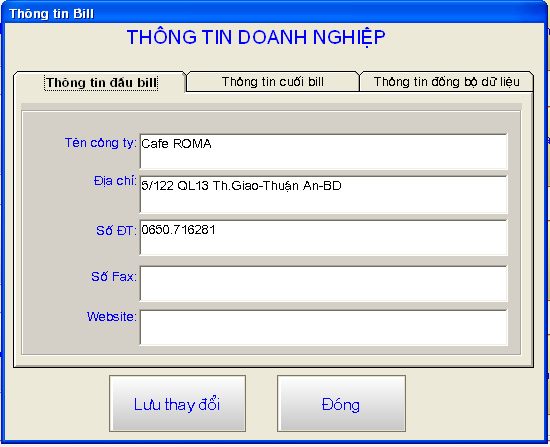 Thông tin Bill
THÔNG TIN DOANH NGHIỆP
Thông tin đầu bill
Thông tin cuối bill
Thông tin đồng bộ dữ liệu
Tên công ty: Cafe ROMA
Địa chỉ: 5/122 QL13 Th.Giao-Thuận An-BD
Số ĐT: 0650.716281
Số Fax:
Website:
Lưu thay đổi
Đóng